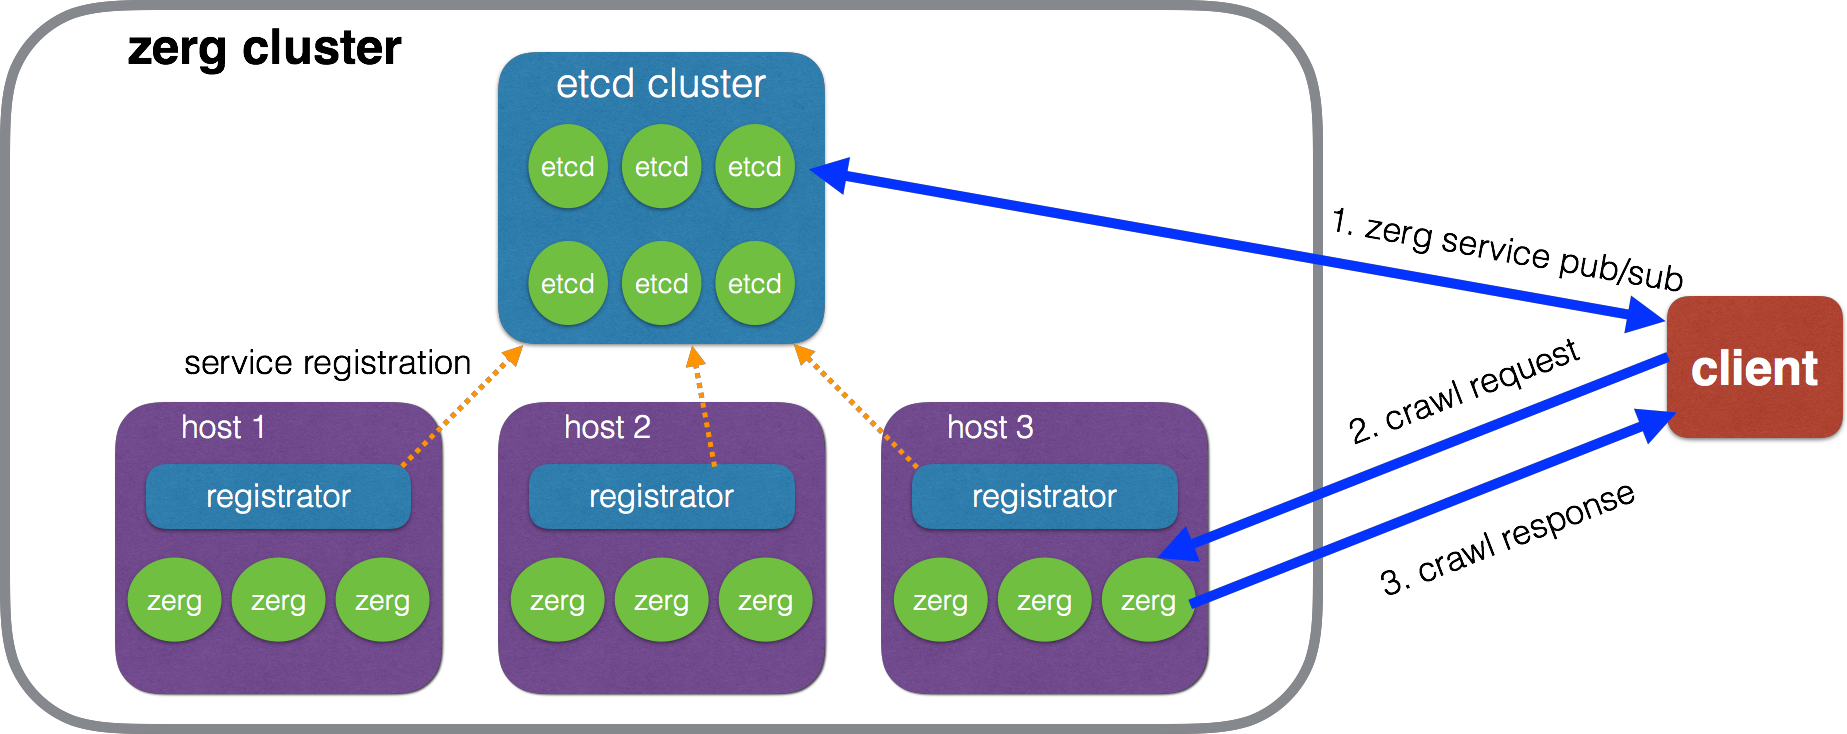 zerg cluster
etcd cluster
etcd etcd etcd
etcd etcd etcd
1. zerg service pub/sub
client
service registration
2. crawl request
3. crawl response
host 1
registrator
zerg zerg zerg
host 2
registrator
zerg zerg zerg
host 3
registrator
zerg zerg zerg